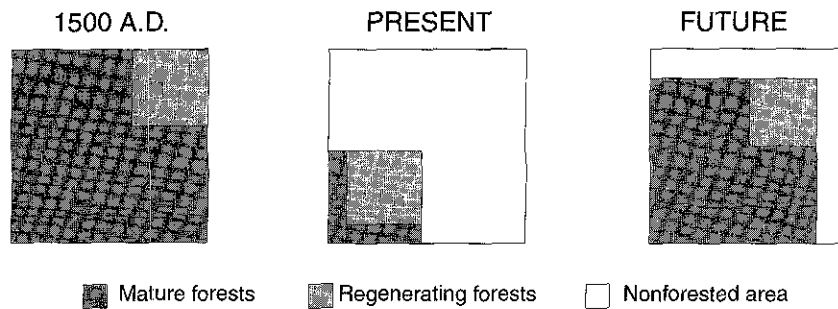 1500 A.D. PRESENT FUTURE
Mature forests Regenerating forests Nonforested area